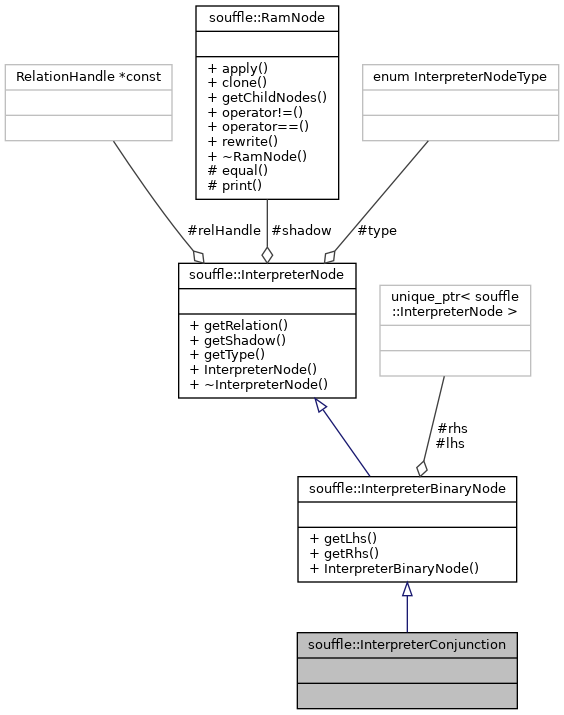 souffle::RamNode
+ apply()
+ clone()
+ getChildNodes()
+ operator!=()
+ operator==()
+ rewrite()
+ ~RamNode()
# equal()
# print()
RelationHandle *const
enum InterpreterNodeType
#relHandle
#shadow
#type
souffle::InterpreterNode
+ getRelation()
+ getShadow()
+ getType()
+ InterpreterNode()
+ ~InterpreterNode()
unique_ptr< souffle
::InterpreterNode >
#rhs
#lhs
souffle::InterpreterBinaryNode
+ getLhs()
+ getRhs()
+ InterpreterBinaryNode()
souffle::InterpreterConjunction